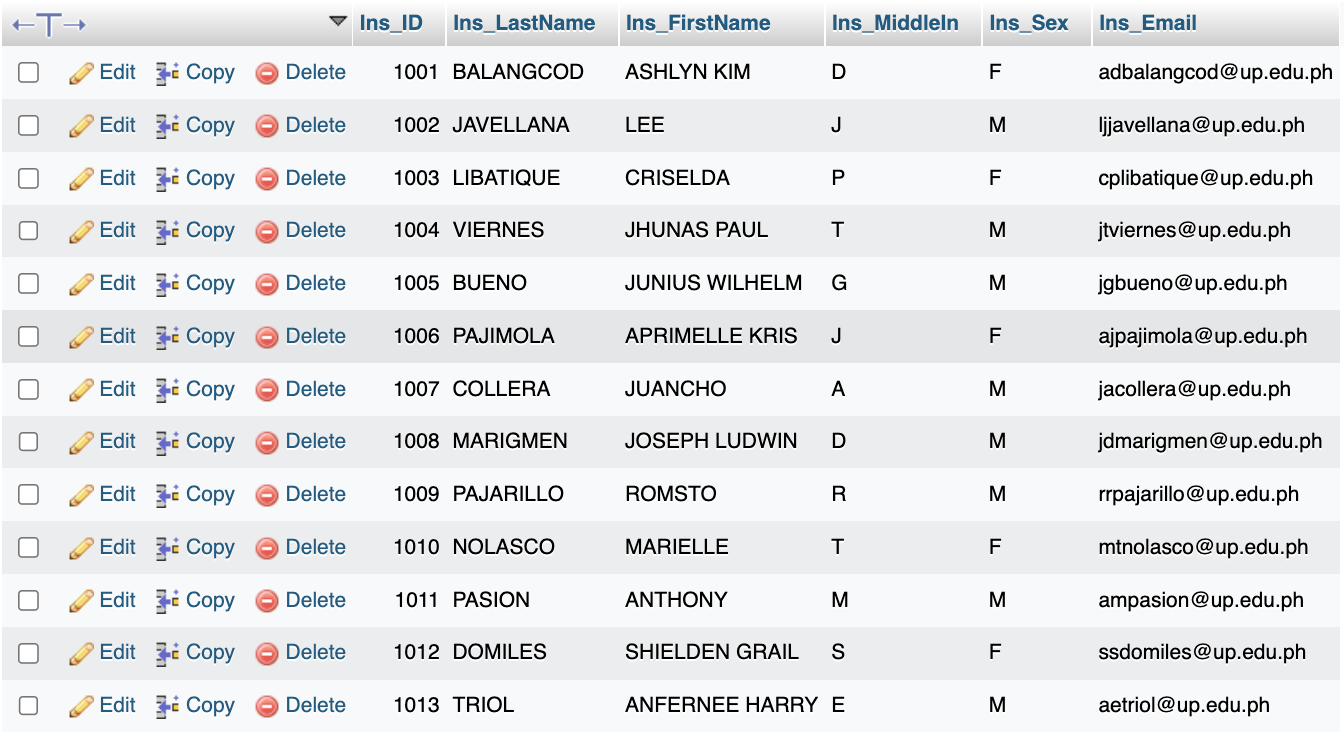 Ins_ID Ins_LastName Ins_FirstName Ins_MiddleIn Ins_Sex Ins_Email
Edit Copy Delete 1001 BALANGCOD ASHLYN KIM D F adbalangcod@up.edu.ph
Edit Copy Delete 1002 JAVELLANA LEE J M ljjavellana@up.edu.ph
Edit Copy Delete 1003 LIBATIQUE CRISELDA P F cplibatique@up.edu.ph
Edit Copy Delete 1004 VIERNES JHUNAS PAUL T M jtviernes@up.edu.ph
Edit Copy Delete 1005 BUENO JUNIUS WILHELM G M jgbueno@up.edu.ph
Edit Copy Delete 1006 PAJIMOLA APRIMELLE KRIS J F ajpajimola@up.edu.ph
Edit Copy Delete 1007 COLLERA JUANCHO A M jacollera@up.edu.ph
Edit Copy Delete 1008 MARIGMEN JOSEPH LUDWIN D M jdmarigmen@up.edu.ph
Edit Copy Delete 1009 PAJARILLO ROMSTO R M rrpajarillo@up.edu.ph
Edit Copy Delete 1010 NOLASCO MARIELLE T F mtnolasco@up.edu.ph
Edit Copy Delete 1011 PASION ANTHONY M M ampasion@up.edu.ph
Edit Copy Delete 1012 DOMILES SHIELDEN GRAIL S F ssdomiles@up.edu.ph
Edit Copy Delete 1013 TRIOL ANFERNEE HARRY E M aetriol@up.edu.ph